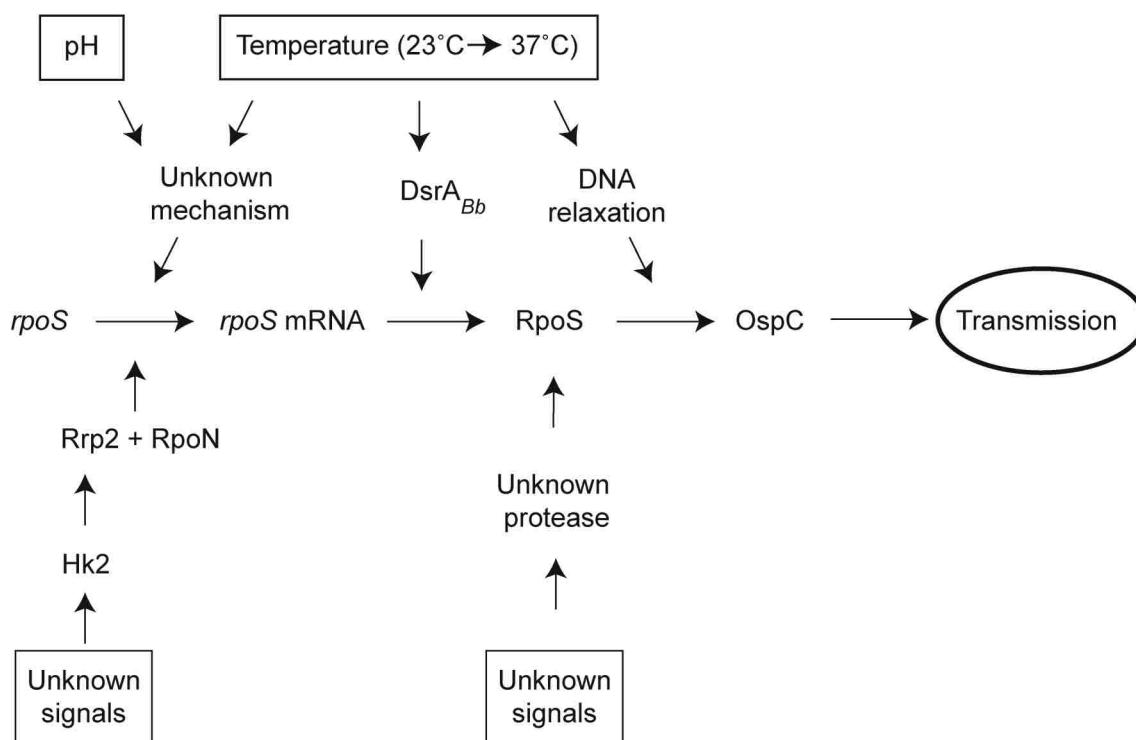 pH
Temperature (23˚C→ 37˚C)
Unknown
mechanism
DsrA Bb
DNA
relaxation
rpoS
rpoS mRNA
RpoS
OspC
Transmission
Rrp2 + RpoN
Unknown
protease
Hk2
Unknown
signals
Unknown
signals